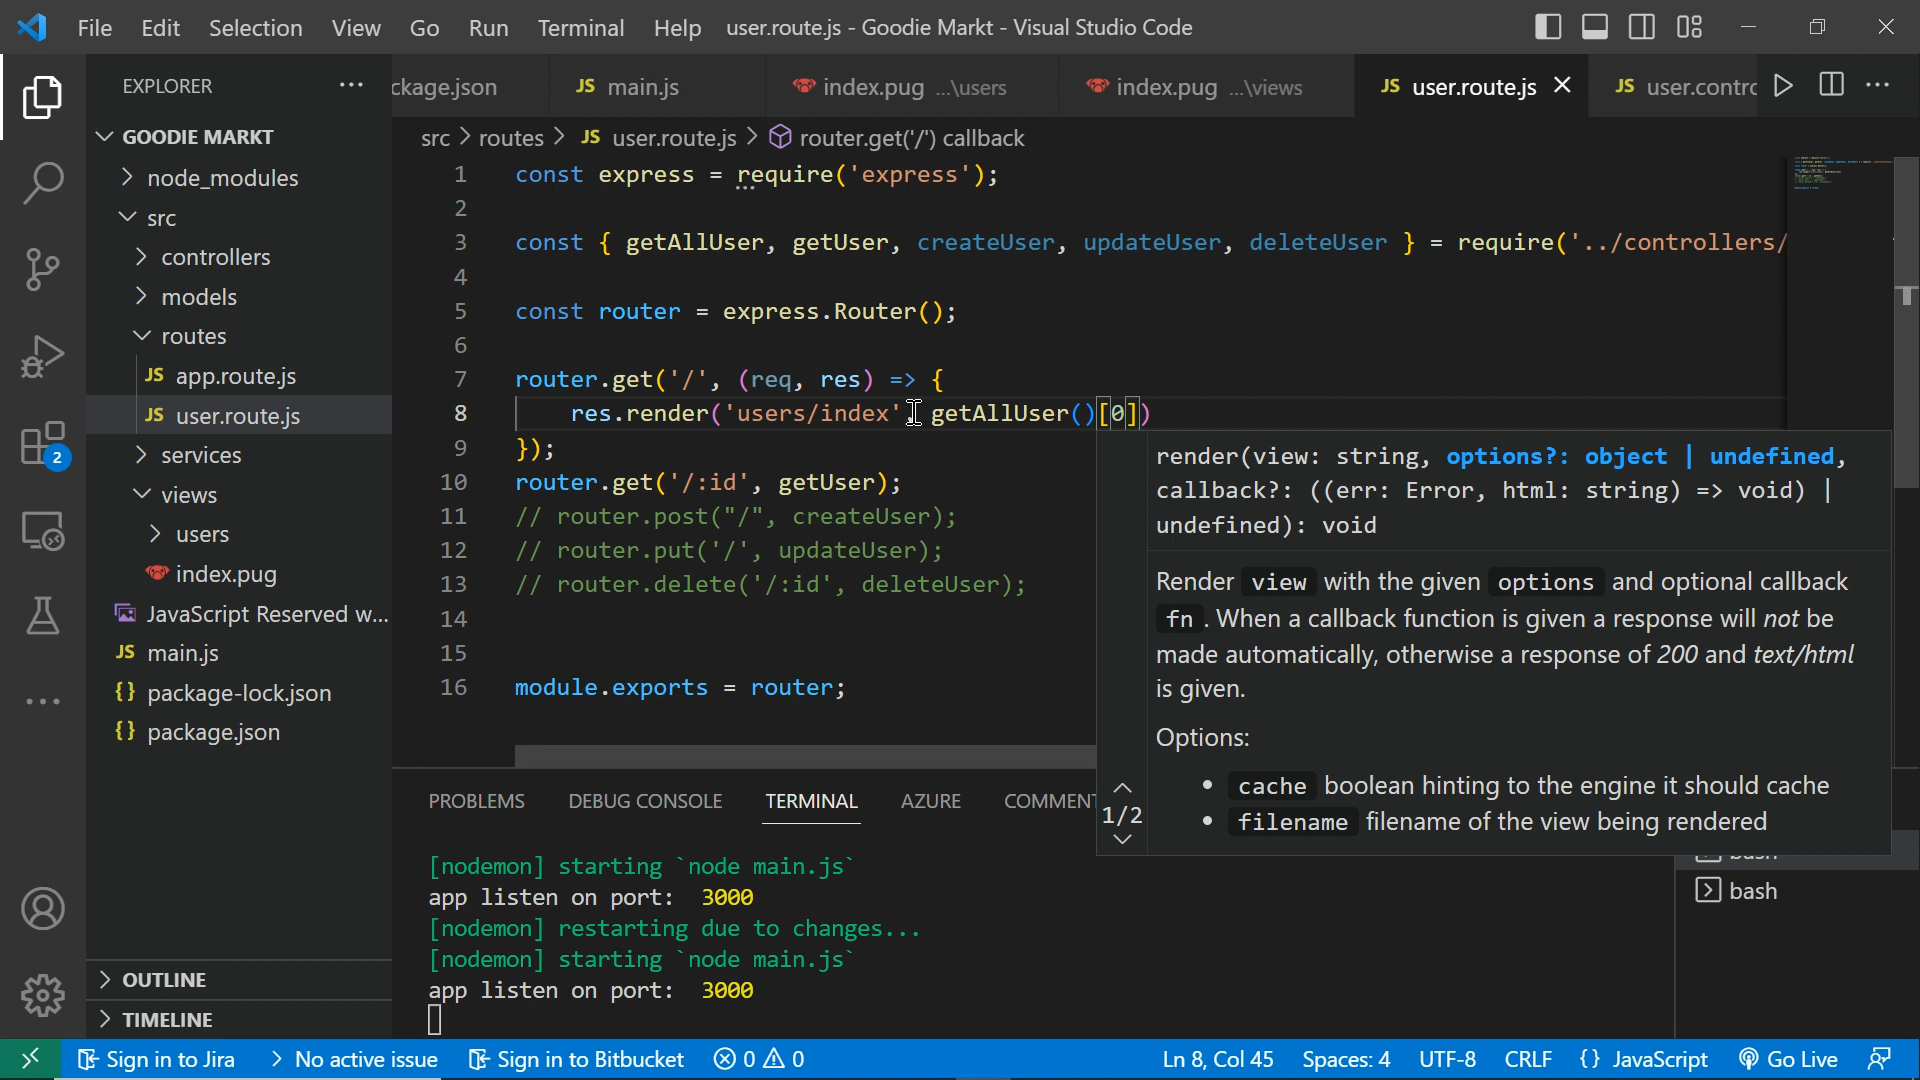 File Edit Selection View Go Run Terminal Help user.route.js - Goodie Markt - Visual Studio Code
EXPLORER ...
ckage.json JS main.js index.pug ...\users index.pug ...\views JS user.route.js JS user.contrc
GOODIE MARKT
src > routes > JS user.route.js > router.get('/') callback
node_modules
src
controllers
models
routes
JS app.route.js
JS user.route.js
services
views
users
index.pug
JavaScript Reserved w...
JS main.js
{} package-lock.json
{} package.json
OUTLINE
TIMELINE
2
1 const express = require('express');
2
3 const { getAllUser, getUser, createUser, updateUser, deleteUser } = require('../controllers/
4
5 const router = express.Router();
6
7 router.get('/', (req, res) => {
8 res.render('users/index', getAllUser()[0])
9 });
10 router.get('/:id', getUser);
11 // router.post("/", createUser);
12 // router.put('/', updateUser);
13 // router.delete('/:id', deleteUser);
14
15
16 module.exports = router;
render(view: string, options?: object | undefined,
callback?: ((err: Error, html: string) => void) |
undefined): void
Render view with the given options and optional callback
fn . When a callback function is given a response will not be
made automatically, otherwise a response of 200 and text/html
is given.
Options:
• cache boolean hinting to the engine it should cache
• filename filename of the view being rendered
1/2
PROBLEMS DEBUG CONSOLE TERMINAL AZURE COMMENT
[nodemon] starting `node main.js`
app listen on port: 3000
[nodemon] restarting due to changes...
[nodemon] starting `node main.js`
app listen on port: 3000
bash
Sign in to Jira > No active issue Sign in to Bitbucket 0 0 Ln 8, Col 45 Spaces: 4 UTF-8 CRLF {} JavaScript Go Live